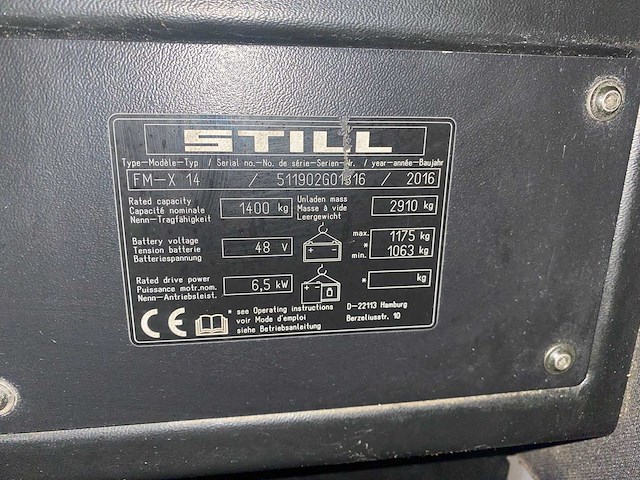 STILL
Type-Modèle-Typ / Serial no.-No. de série-Serien-Nr. / year-année-Baujahr
FM-X 14 / 511902G01316 / 2016
Rated capacity
Capacité nominale
Nenn-Tragfähigkeit
1400 kg
Unladen mass
Masse à vide
Leergewicht
2910 kg
Battery voltage
Tension batterie
Batteriespannung
48 V
max. 1175 kg
*
min. 1063 kg
Rated drive power
Puissance motr.nom.
Nenn-Antriebsleist.
6,5 kW
* kg
CE
* see Operating instructions
voir Mode d'emploi
siehe Betriebsanleitung
D-22113 Hamburg
Berzeliusstr. 10